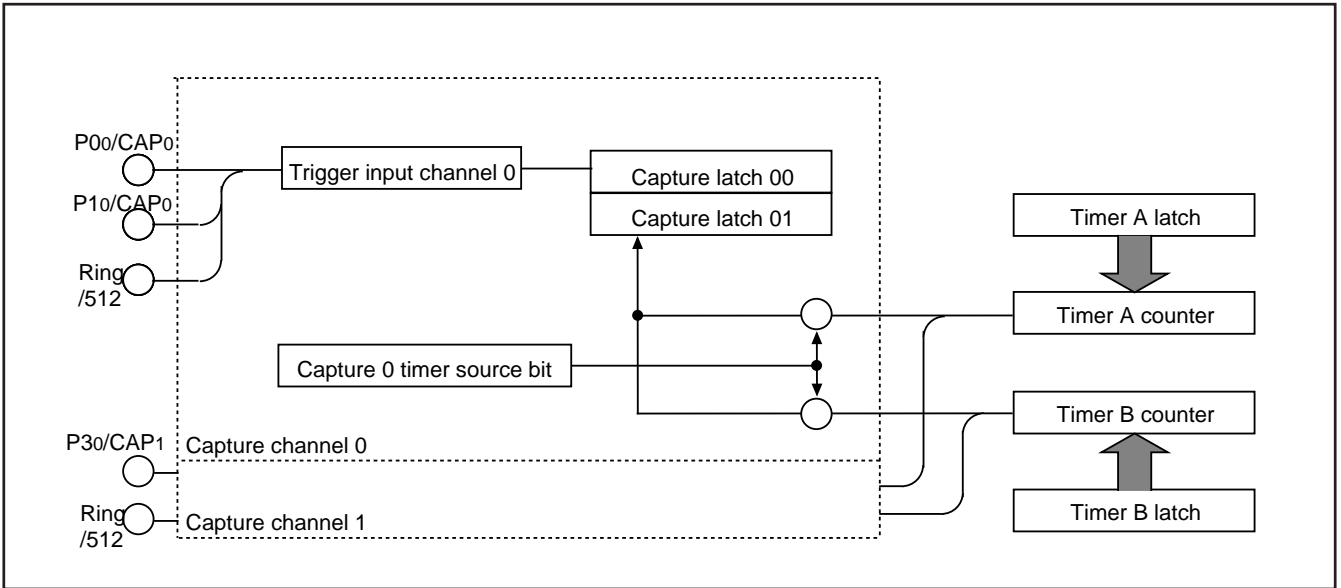 P00/CAP0
P10/CAP0
Ring
/512
Trigger input channel 0
Capture latch 00
Capture latch 01
Timer A latch
Timer A counter
Capture 0 timer source bit
Timer B counter
Timer B latch
P30/CAP1
Capture channel 0
Ring
/512
Capture channel 1